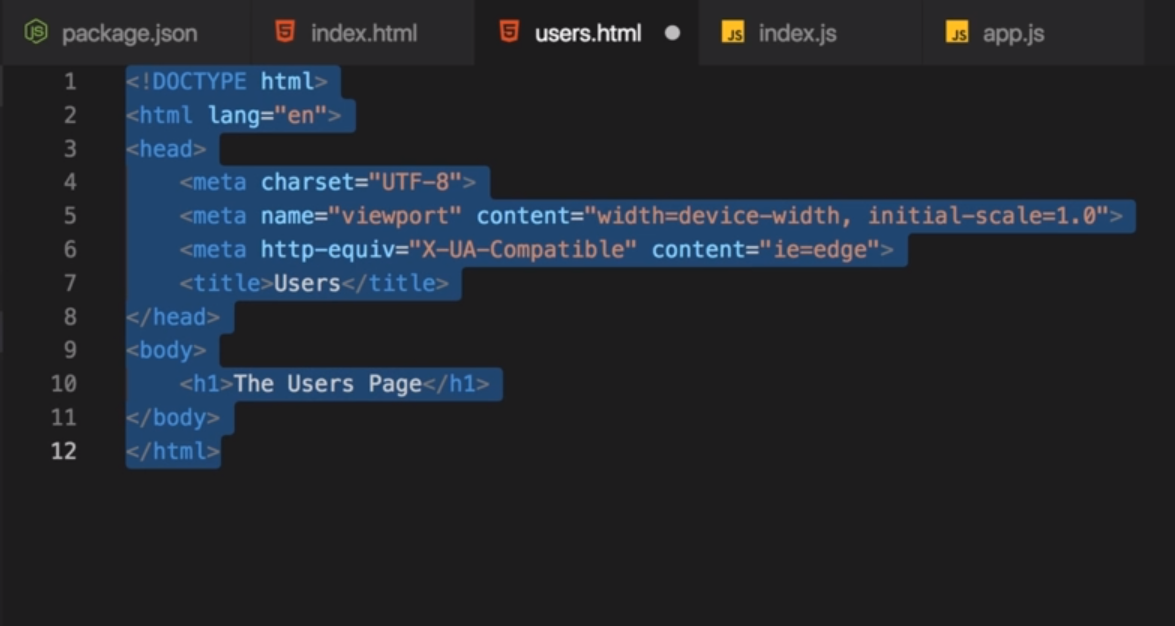 package.json index.html users.html index.js app.js
1 <!DOCTYPE html>
2 <html lang="en">
3 <head>
4     <meta charset="UTF-8">
5     <meta name="viewport" content="width=device-width, initial-scale=1.0">
6     <meta http-equiv="X-UA-Compatible" content="ie=edge">
7     <title>Users</title>
8 </head>
9 <body>
10     <h1>The Users Page</h1>
11 </body>
12 </html>